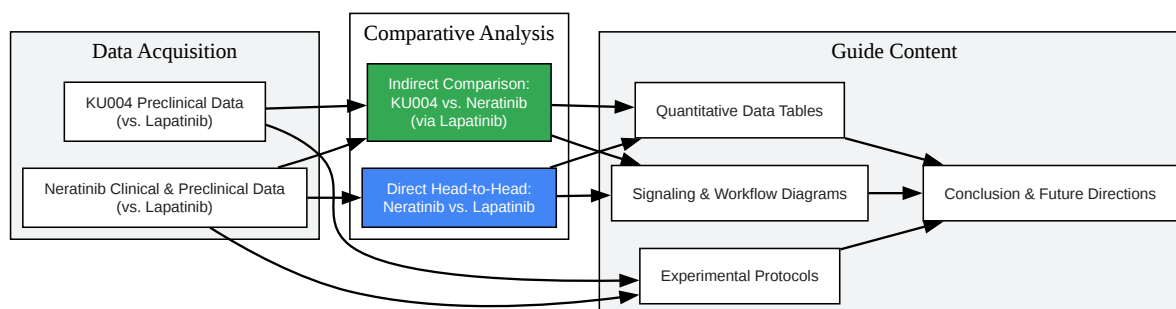 Data Acquisition
KU004 Preclinical Data
(vs. Lapatinib)
Neratinib Clinical & Preclinical Data
(vs. Lapatinib)
Comparative Analysis
Indirect Comparison:
KU004 vs. Neratinib
(via Lapatinib)
Direct Head-to-Head:
Neratinib vs. Lapatinib
Guide Content
Quantitative Data Tables
Signaling & Workflow Diagrams
Experimental Protocols
Conclusion & Future Directions